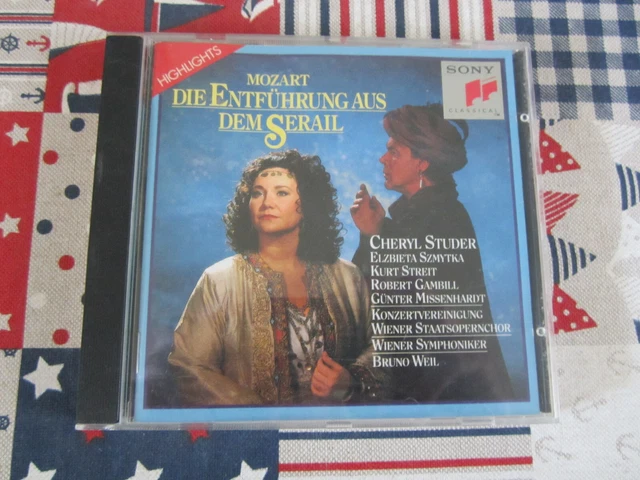 HIGHLIGHTS
MOZART
DIE ENTFÜHRUNG AUS
DEM SERAIL
SONY
CLASSICAL
CHERYL STUDER
ELZBIETA SZMYTKA
KURT STREIT
ROBERT GAMBILL
GÜNTER MISSENHARDT
KONZERTVEREINIGUNG
WIENER STAATSOPERNCHOR
WIENER SYMPHONIKER
BRUNO WEIL